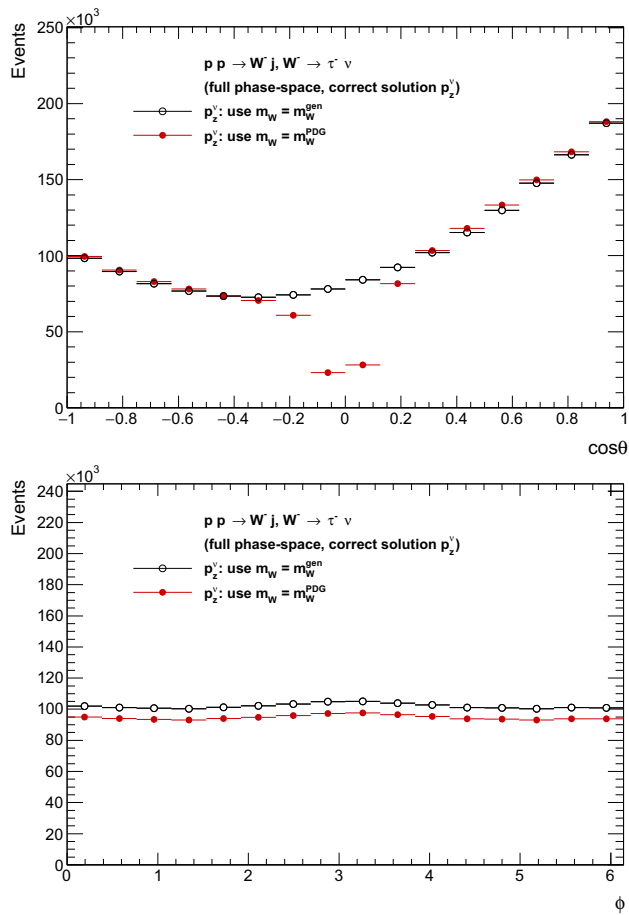 ×10³
250
200
150
100
50
0
Events
p p → W⁻ j, W⁻ → τ⁻ ν
(full phase-space, correct solution p_z^ν)
p_z^ν: use m_W = m_W^gen
p_z^ν: use m_W = m_W^PDG
−1 −0.8 −0.6 −0.4 −0.2 0 0.2 0.4 0.6 0.8 1
cosθ
×10³
240
220
200
180
160
140
120
100
80
60
40
20
0
Events
p p → W⁻ j, W⁻ → τ⁻ ν
(full phase-space, correct solution p_z^ν)
p_z^ν: use m_W = m_W^gen
p_z^ν: use m_W = m_W^PDG
0 1 2 3 4 5 6
ϕ